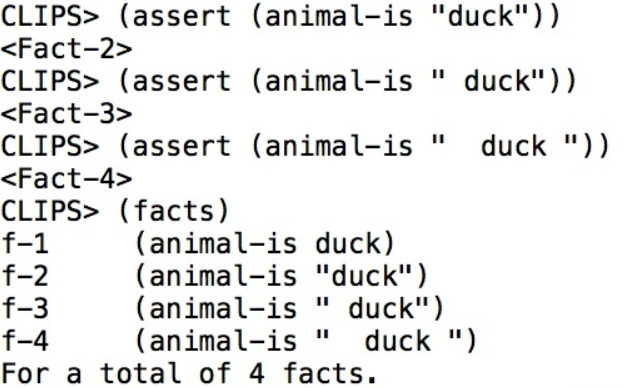 CLIPS> (assert (animal-is "duck"))
<Fact-2>
CLIPS> (assert (animal-is " duck"))
<Fact-3>
CLIPS> (assert (animal-is "  duck "))
<Fact-4>
CLIPS> (facts)
f-1     (animal-is duck)
f-2     (animal-is "duck")
f-3     (animal-is " duck")
f-4     (animal-is "  duck ")
For a total of 4 facts.